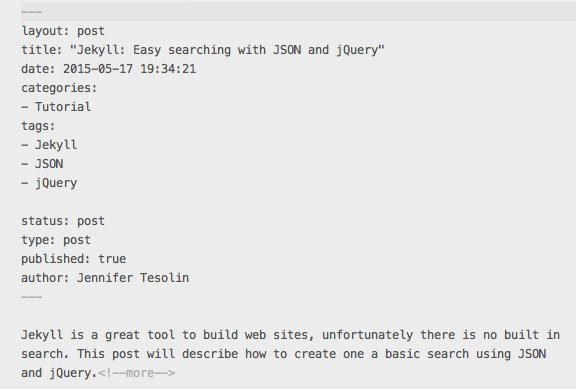 ---
layout: post
title: "Jekyll: Easy searching with JSON and jQuery"
date: 2015-05-17 19:34:21
categories:
- Tutorial
tags:
- Jekyll
- JSON
- jQuery
status: post
type: post
published: true
author: Jennifer Tesolin
---
Jekyll is a great tool to build web sites, unfortunately there is no built in
search. This post will describe how to create one a basic search using JSON
and jQuery.<!--more-->